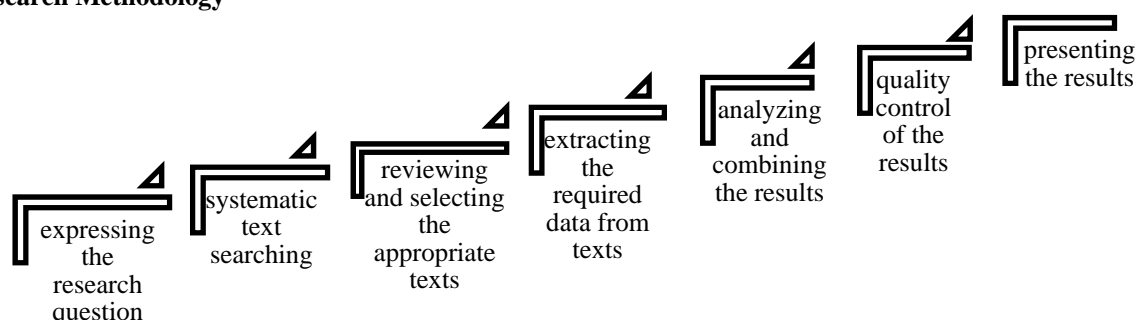 search Methodology
expressing
the
research
question
systematic
text
searching
reviewing
and selecting
the
appropriate
texts
extracting
the
required
data from
texts
analyzing
and
combining
the results
quality
control
of the
results
presenting
the results